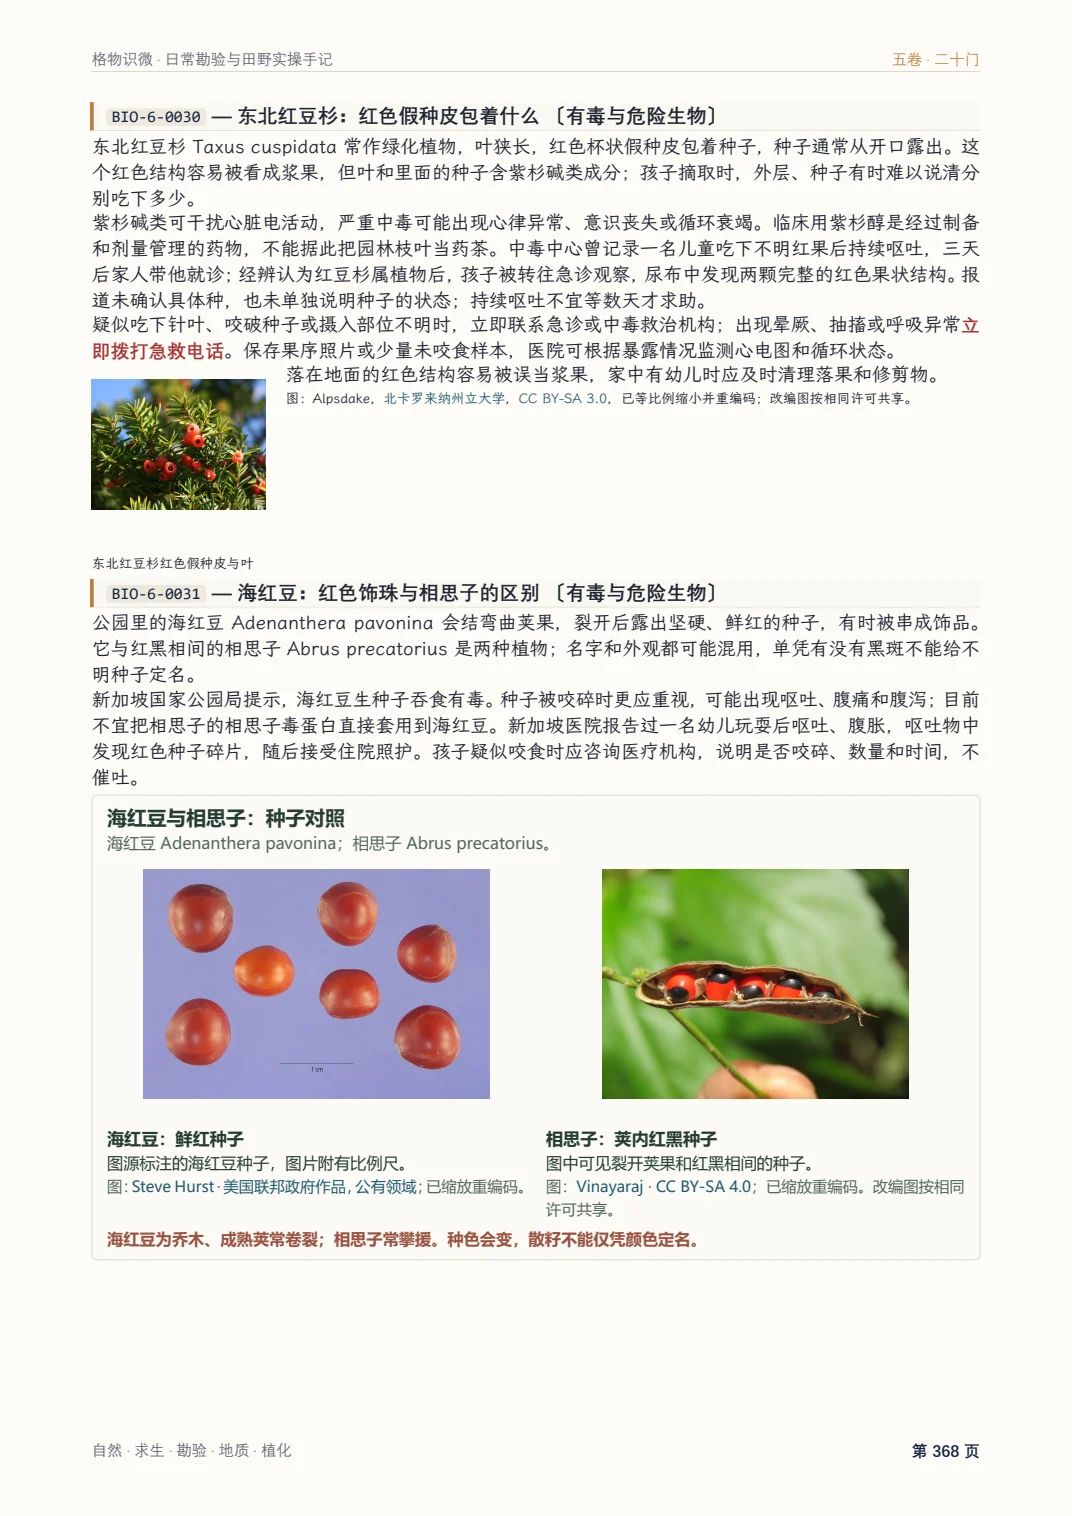 格物识微 · 日常勘验与田野实操手记
五卷 · 二十门
BIO-6-0030 — 东北红豆杉：红色假种皮包着什么 〔有毒与危险生物〕
东北红豆杉 Taxus cuspidata 常作绿化植物，叶狭长，红色杯状假种皮包着种子，种子通常从开口露出。这
个红色结构容易被看成浆果，但叶和里面的种子含紫杉碱类成分；孩子摘取时，外层、种子有时难以说清分
别吃下多少。
紫杉碱类可干扰心脏电活动，严重中毒可能出现心律异常、意识丧失或循环衰竭。临床用紫杉醇是经过制备
和剂量管理的药物，不能据此把园林枝叶当药茶。中毒中心曾记录一名儿童吃下不明红果后持续呕吐，三天
后家人带他就诊；经辨认为红豆杉属植物后，孩子被转往急诊观察，尿布中发现两颗完整的红色果状结构。报
道未确认具体种，也未单独说明种子的状态；持续呕吐不宜等数天才求助。
疑似吃下针叶、咬破种子或摄入部位不明时，立即联系急诊或中毒救治机构；出现晕厥、抽搐或呼吸异常立
即拨打急救电话。保存果序照片或少量未咬食样本，医院可根据暴露情况监测心电图和循环状态。
落在地面的红色结构容易被误当浆果，家中有幼儿时应及时清理落果和修剪物。
图：Alpsdake，北卡罗来纳州立大学，CC BY-SA 3.0，已等比例缩小并重编码；改编图按相同许可共享。
东北红豆杉红色假种皮与叶
BIO-6-0031 — 海红豆：红色饰珠与相思子的区别 〔有毒与危险生物〕
公园里的海红豆 Adenanthera pavonina 会结弯曲荚果，裂开后露出坚硬、鲜红的种子，有时被串成饰品。
它与红黑相间的相思子 Abrus precatorius 是两种植物；名字和外观都可能混用，单凭有没有黑斑不能给不
明种子定名。
新加坡国家公园局提示，海红豆生种子吞食有毒。种子被咬碎时更应重视，可能出现呕吐、腹痛和腹泻；目前
不宜把相思子的相思子毒蛋白直接套用到海红豆。新加坡医院报告过一名幼儿玩耍后呕吐、腹胀，呕吐物中
发现红色种子碎片，随后接受住院照护。孩子疑似咬食时应咨询医疗机构，说明是否咬碎、数量和时间，不
催吐。
海红豆与相思子：种子对照
海红豆 Adenanthera pavonina；相思子 Abrus precatorius。
1 cm
海红豆：鲜红种子
图源标注的海红豆种子，图片附有比例尺。
图：Steve Hurst · 美国联邦政府作品，公有领域；已缩放重编码。
相思子：荚内红黑种子
图中可见裂开荚果和红黑相间的种子。
图：Vinayaraj · CC BY-SA 4.0；已缩放重编码。改编图按相同
许可共享。
海红豆为乔木、成熟荚常卷裂；相思子常攀援。种色会变，散籽不能仅凭颜色定名。
自然 · 求生 · 勘验 · 地质 · 植化
第 368 页